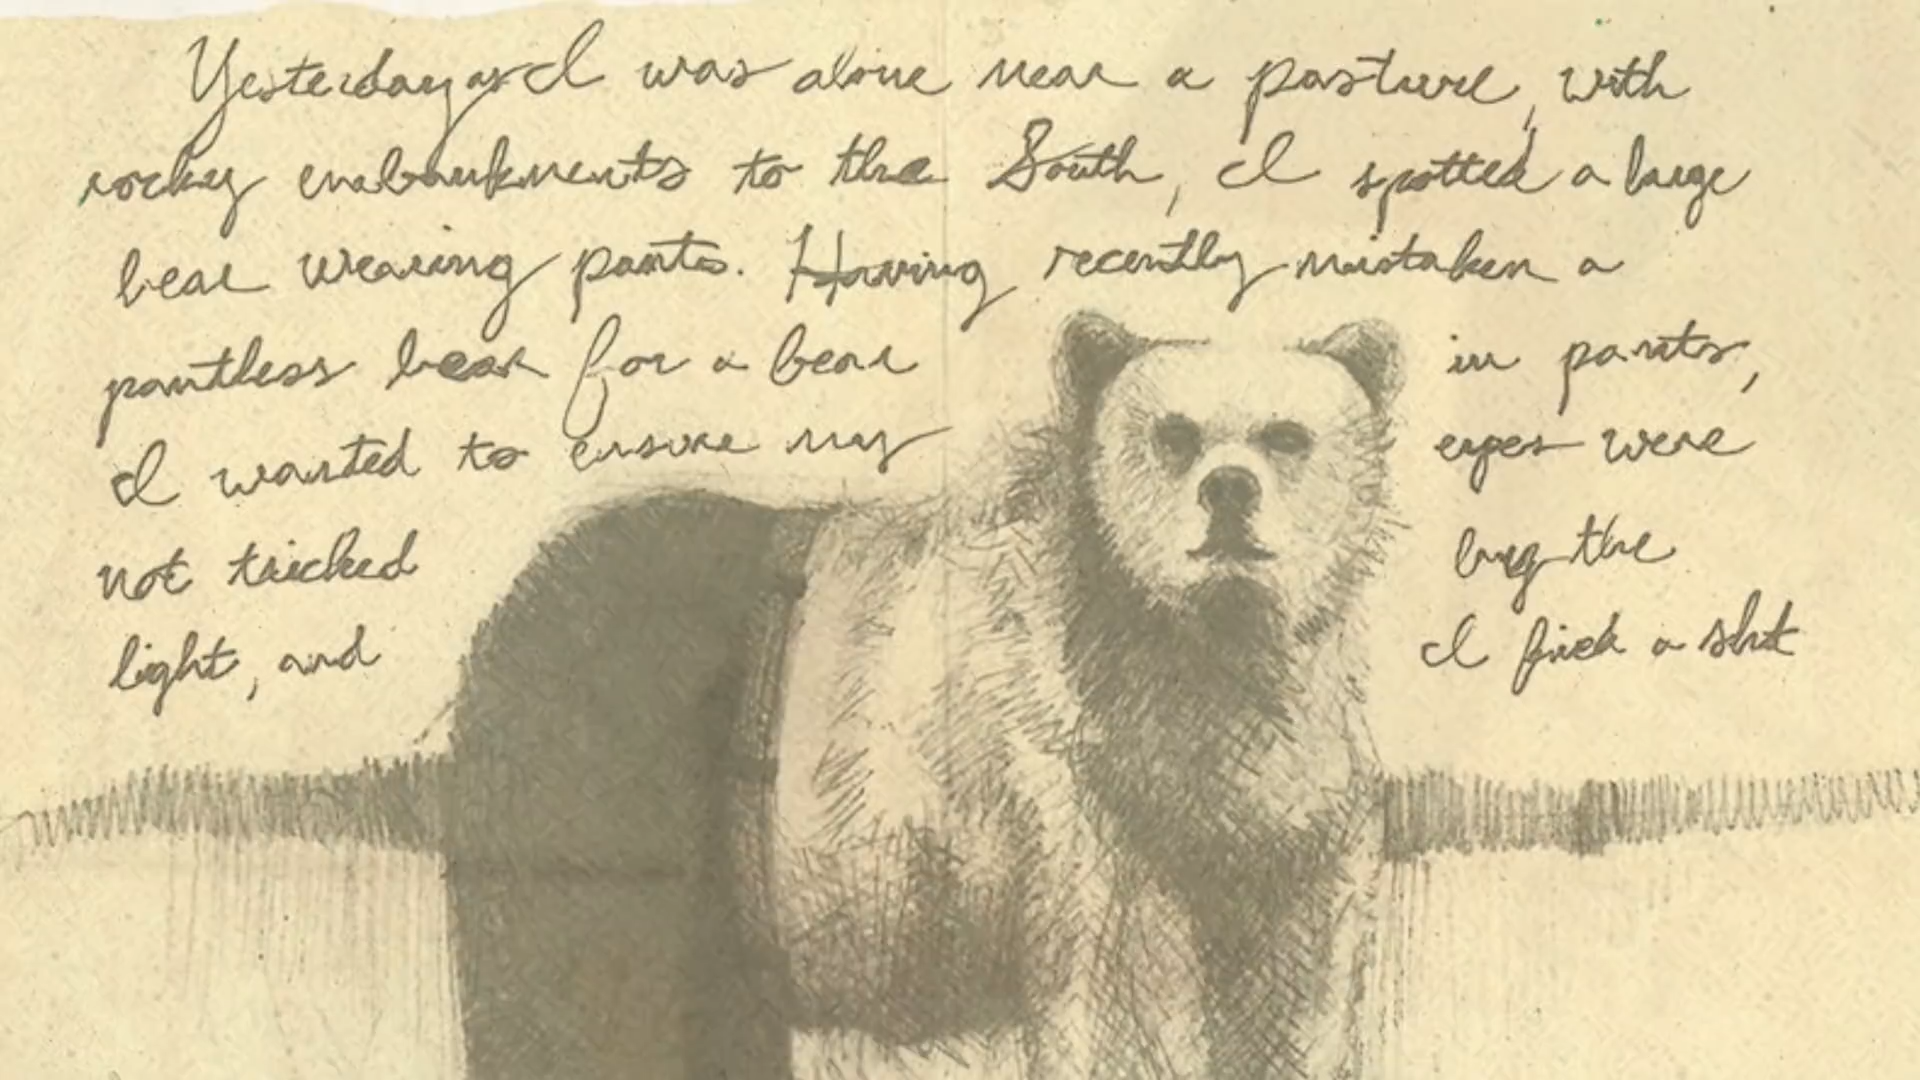 Yesterday as I was alone near a pasture, with
rocky embankments to the South, I spotted a large
bear wearing pants. Having recently mistaken a
pantless bear for a bear in pants,
I wanted to ensure my eyes were
not tricked by the
light, and I fired a shot